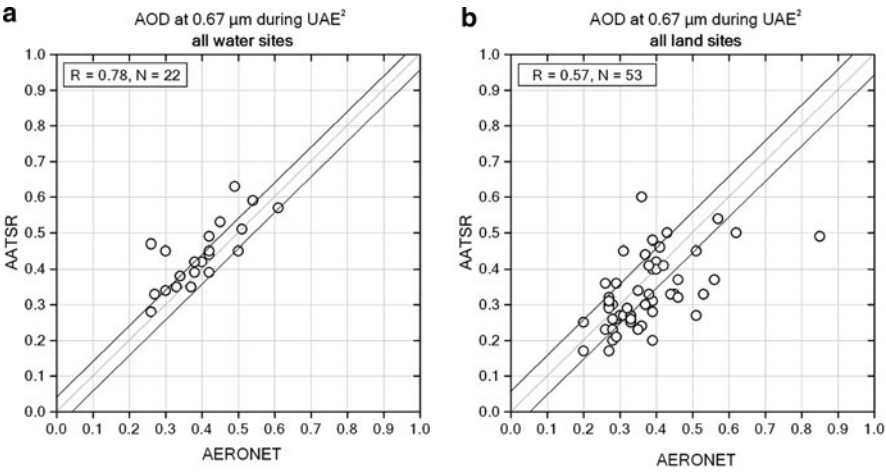 a
AOD at 0.67 µm during UAE²
all water sites
R = 0.78, N = 22
1.0
0.9
0.8
0.7
0.6
0.5
0.4
0.3
0.2
0.1
0.0
AATSR
0.0 0.1 0.2 0.3 0.4 0.5 0.6 0.7 0.8 0.9 1.0
AERONET
b
AOD at 0.67 µm during UAE²
all land sites
R = 0.57, N = 53
1.0
0.9
0.8
0.7
0.6
0.5
0.4
0.3
0.2
0.1
0.0
AATSR
0.0 0.1 0.2 0.3 0.4 0.5 0.6 0.7 0.8 0.9 1.0
AERONET